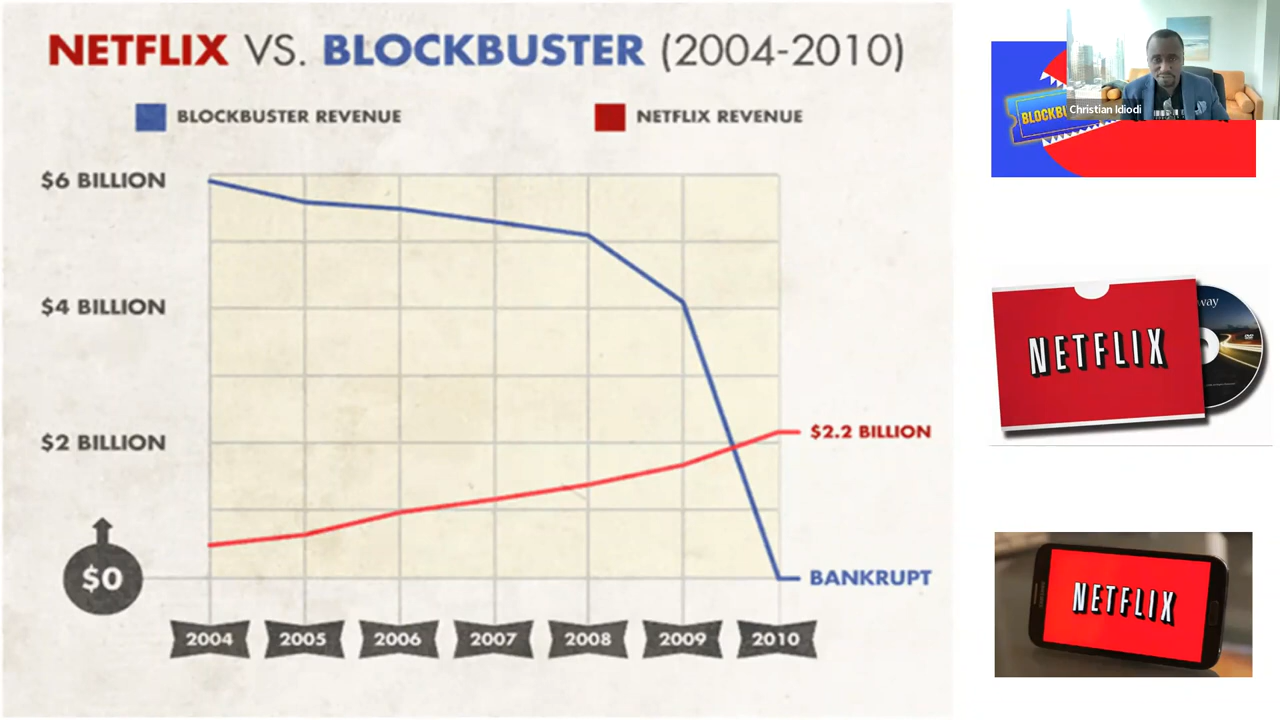 NETFLIX VS. BLOCKBUSTER (2004-2010)
BLOCKBUSTER REVENUE
NETFLIX REVENUE
$6 BILLION
$4 BILLION
$2 BILLION
$0
$2.2 BILLION
BANKRUPT
2004 2005 2006 2007 2008 2009 2010
Christian Idiodi
NETFLIX
NETFLIX